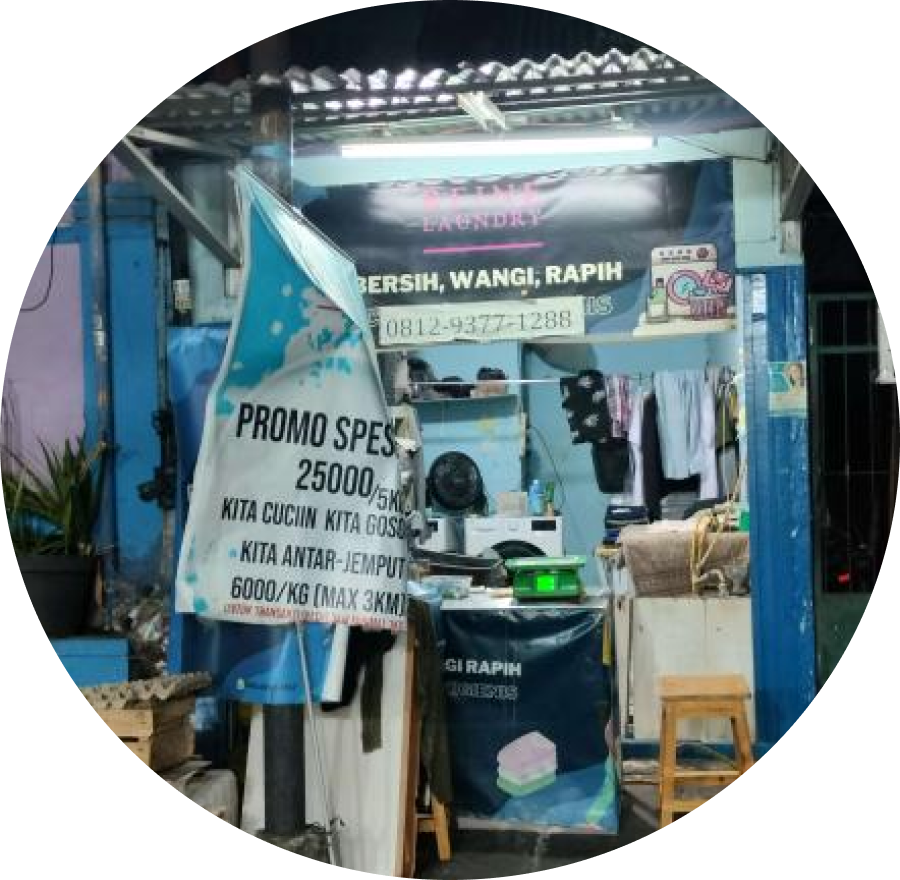 LAUNDRY
BERSIH, WANGI, RAPIH
0812-9377-1288
PROMO SPES
25000/5K
KITA CUCIIN KITA GOSO
KITA ANTAR-JEMPUT
6000/KG (MAX 3KM)
GI RAPIH